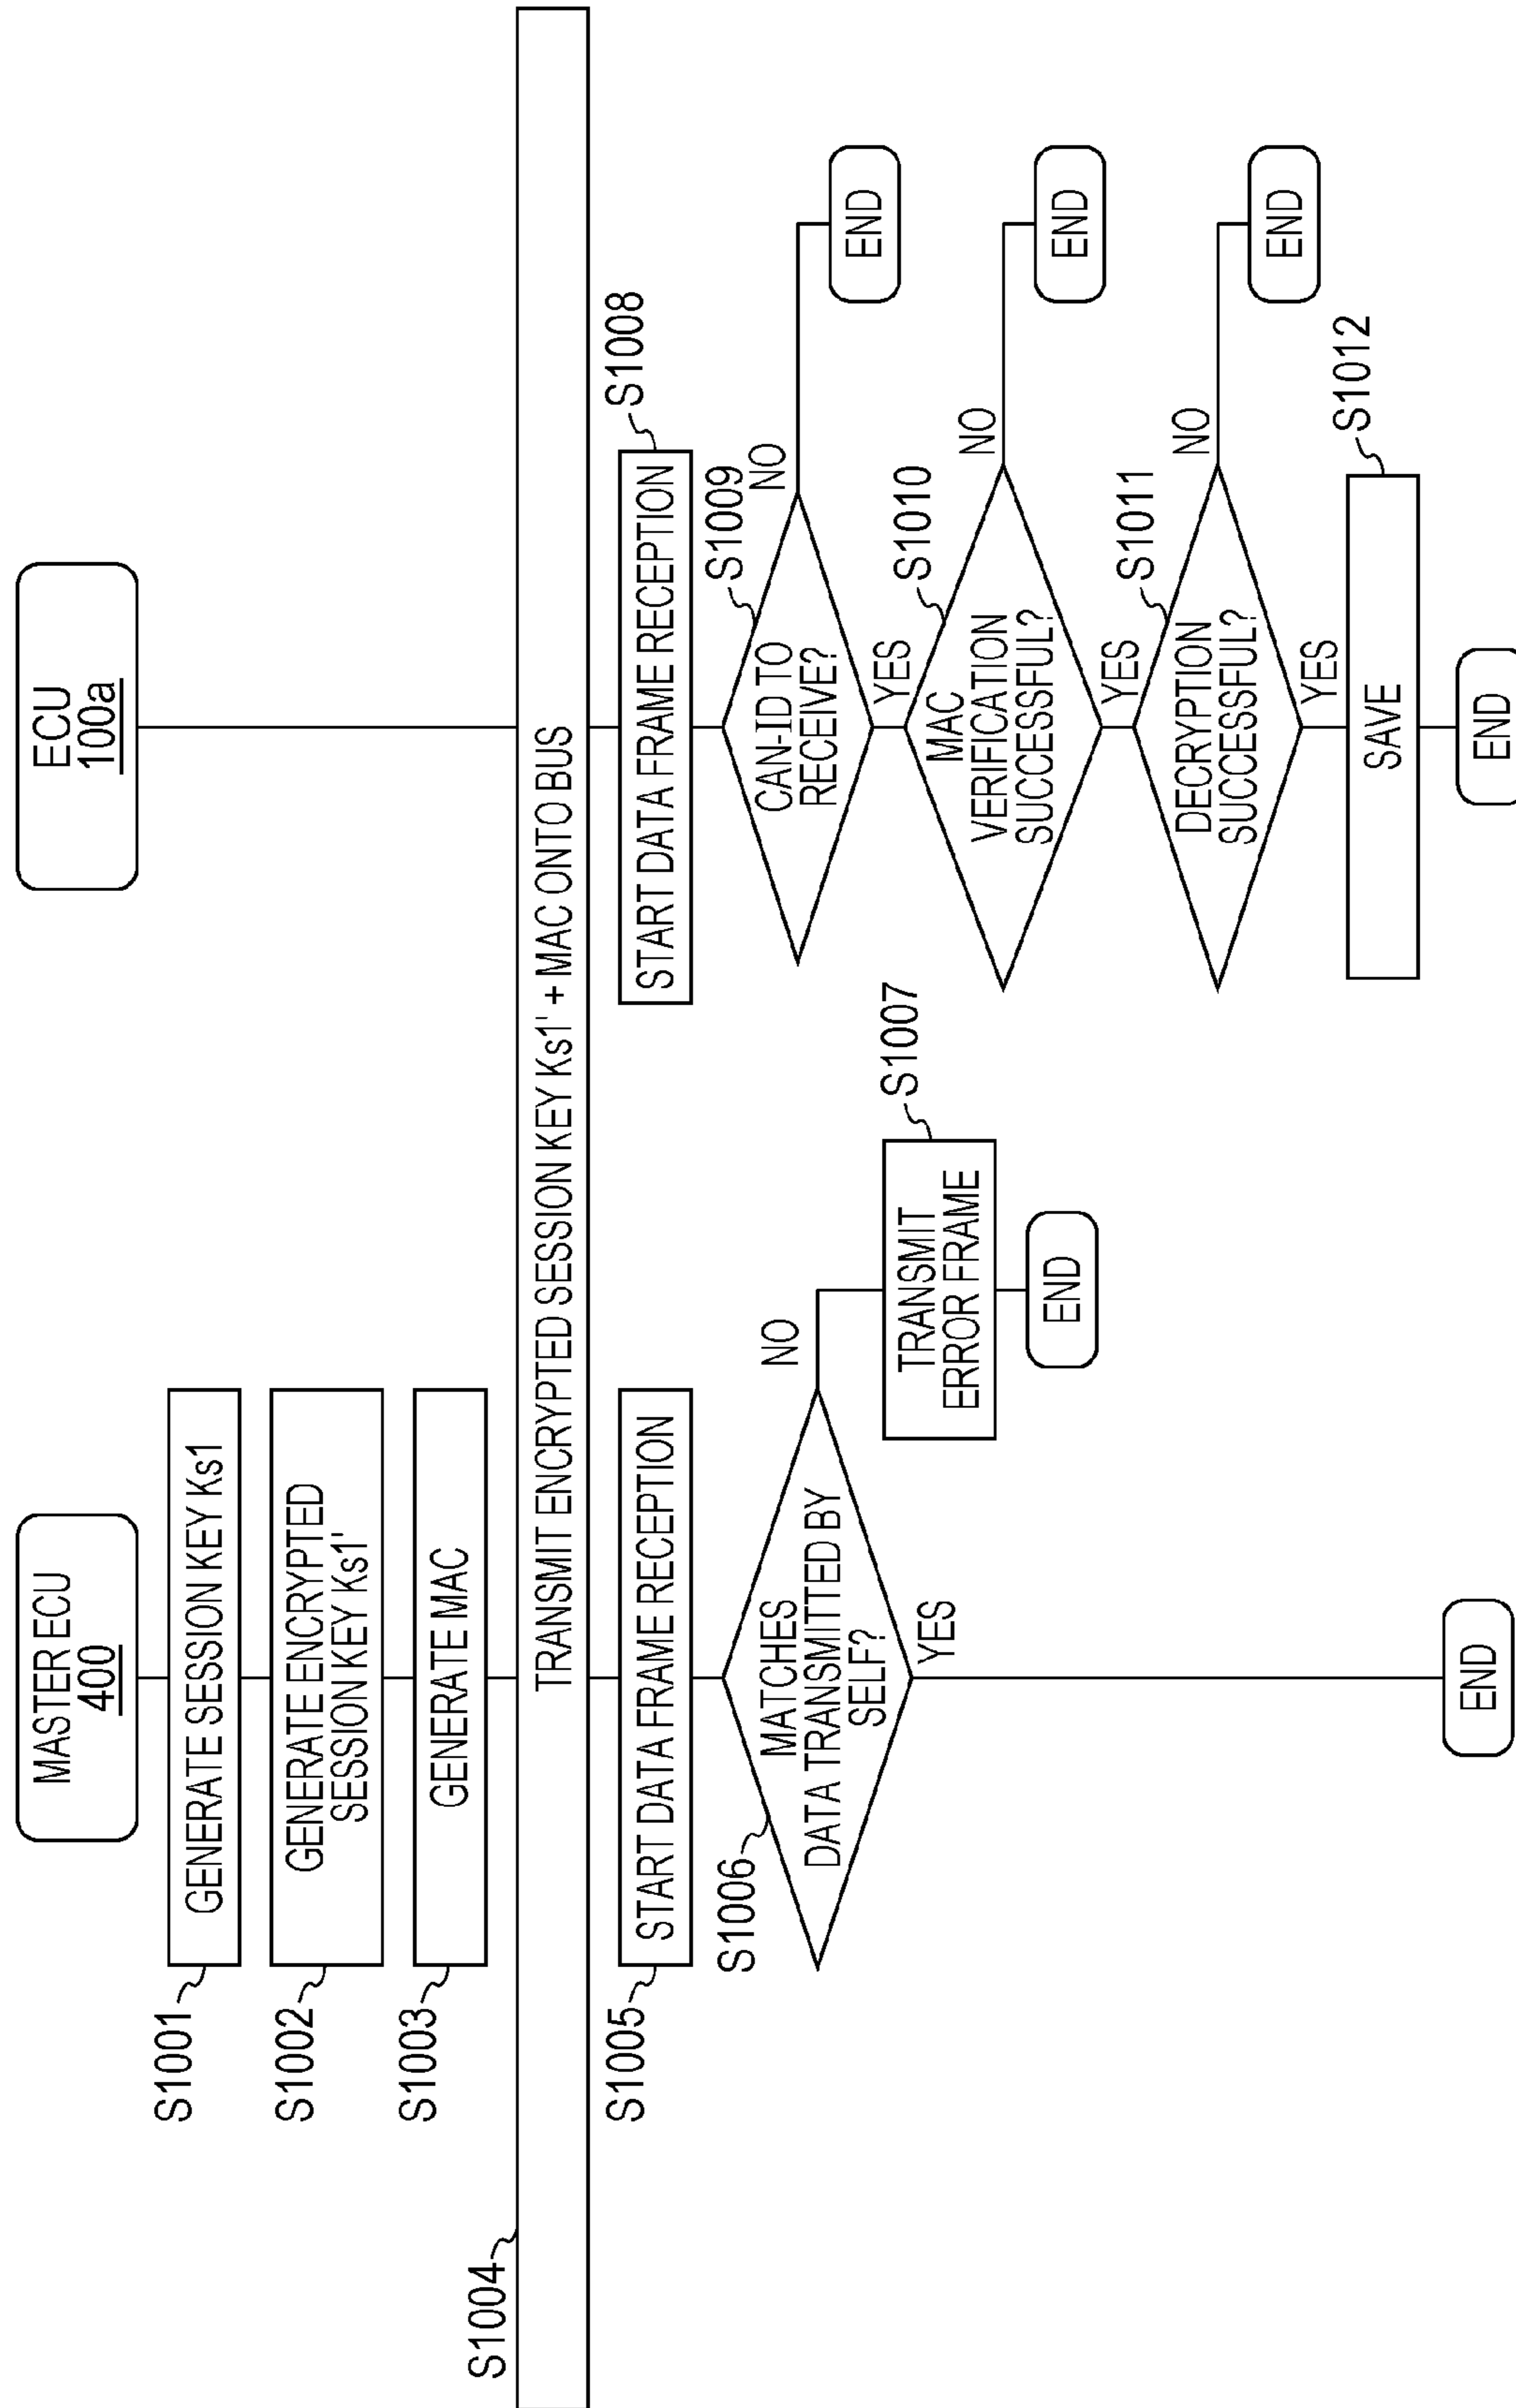 MASTER ECU
400
S1001
GENERATE SESSION KEY Ks1
S1002
GENERATE ENCRYPTED
SESSION KEY Ks1'
S1003
GENERATE MAC
ECU
100a
S1004
TRANSMIT ENCRYPTED SESSION KEY Ks1' + MAC ONTO BUS
S1005
START DATA FRAME RECEPTION
S1006
MATCHES
DATA TRANSMITTED BY
SELF?
NO
YES
S1007
TRANSMIT
ERROR FRAME
END
END
S1008
START DATA FRAME RECEPTION
S1009
CAN-ID TO
RECEIVE?
NO
END
YES
S1010
MAC
VERIFICATION
SUCCESSFUL?
NO
END
YES
S1011
DECRYPTION
SUCCESSFUL?
NO
END
YES
S1012
SAVE
END